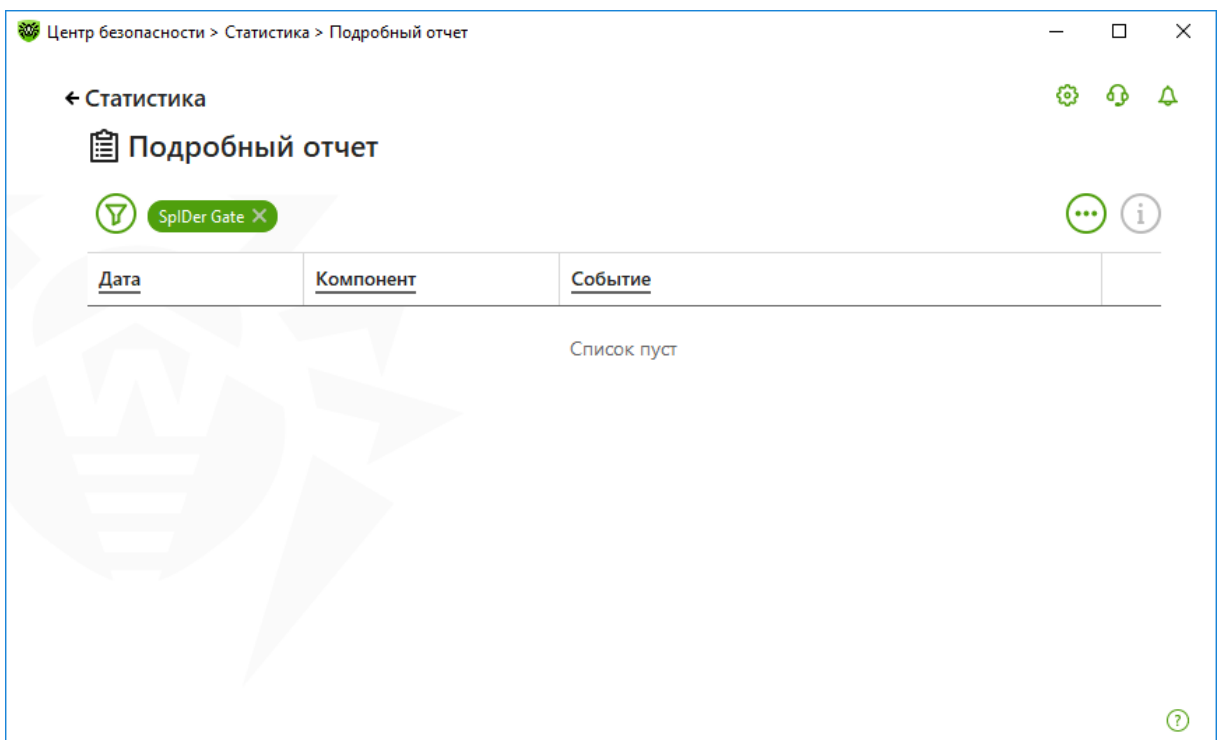 Центр безопасности > Статистика > Подробный отчет
Статистика
Подробный отчет
SpIDer Gate
Дата Компонент Событие
Список пуст